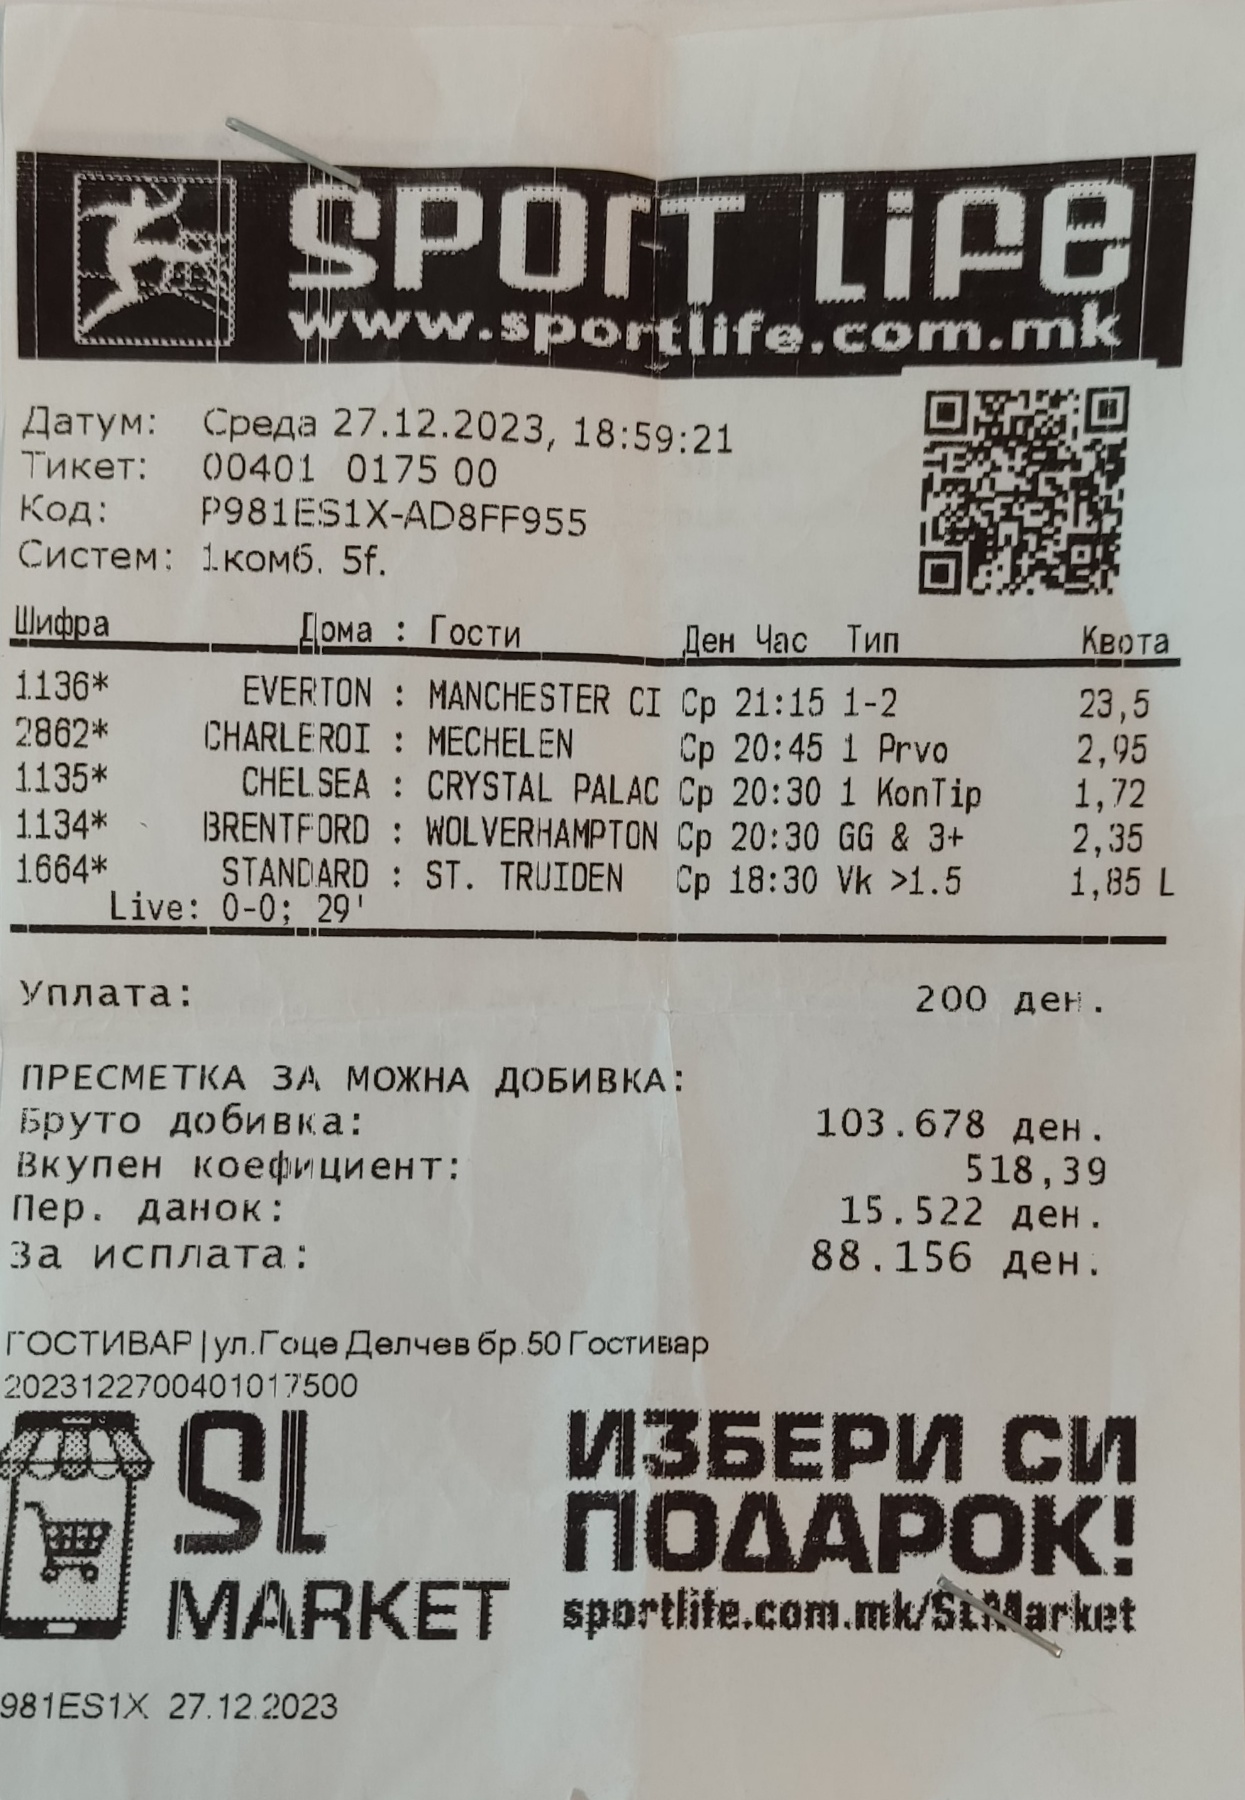 SPORT LIFE
www.sportlife.com.mk
Датум: Среда 27.12.2023, 18:59:21
Тикет: 00401 0175 00
Код: P981ES1X-AD8FF955
Систем: 1комб. 5f.
Шифра Дома : Гости Ден Час Тип Квота
1136* EVERTON : MANCHESTER CI Ср 21:15 1-2 23,5
2862* CHARLEROI : MECHELEN Ср 20:45 1 Prvo 2,95
1135* CHELSEA : CRYSTAL PALAC Ср 20:30 1 KonTip 1,72
1134* BRENTFORD : WOLVERHAMPTON Ср 20:30 GG & 3+ 2,35
1664* STANDARD : ST. TRUIDEN Ср 18:30 Vk >1.5 1,85 L
Live: 0-0; 29'
Уплата: 200 ден.
ПРЕСМЕТКА ЗА МОЖНА ДОБИВКА:
Бруто добивка: 103.678 ден.
Вкупен коефициент: 518,39
Пер. данок: 15.522 ден.
За исплата: 88.156 ден.
ГОСТИВАР|ул.Гоце Делчев бр.50 Гостивар
2023122700401017500
SL MARKET
ИЗБЕРИ СИ
ПОДАРОК!
sportlife.com.mk/SLMarket
981ES1X 27.12.2023